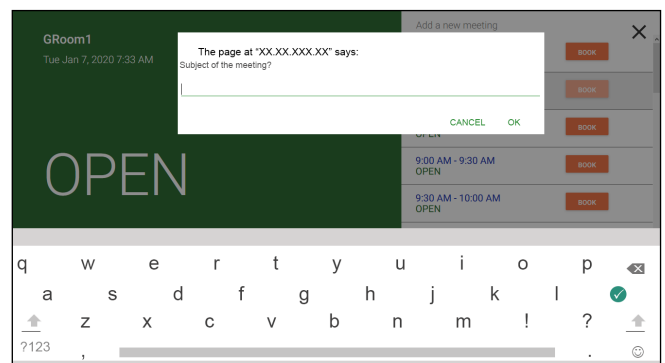 GRoom1
Tue Jan 7, 2020 7:33 AM
OPEN
Add a new meeting
BOOK
BOOK
BOOK
OPEN
9:00 AM - 9:30 AM
OPEN
BOOK
9:30 AM - 10:00 AM
OPEN
BOOK
The page at “XX.XX.XXX.XX” says:
Subject of the meeting?
CANCEL OK
q w e r t y u i o p
a s d f g h j k l
z x c v b n m ! ?
?123 , .